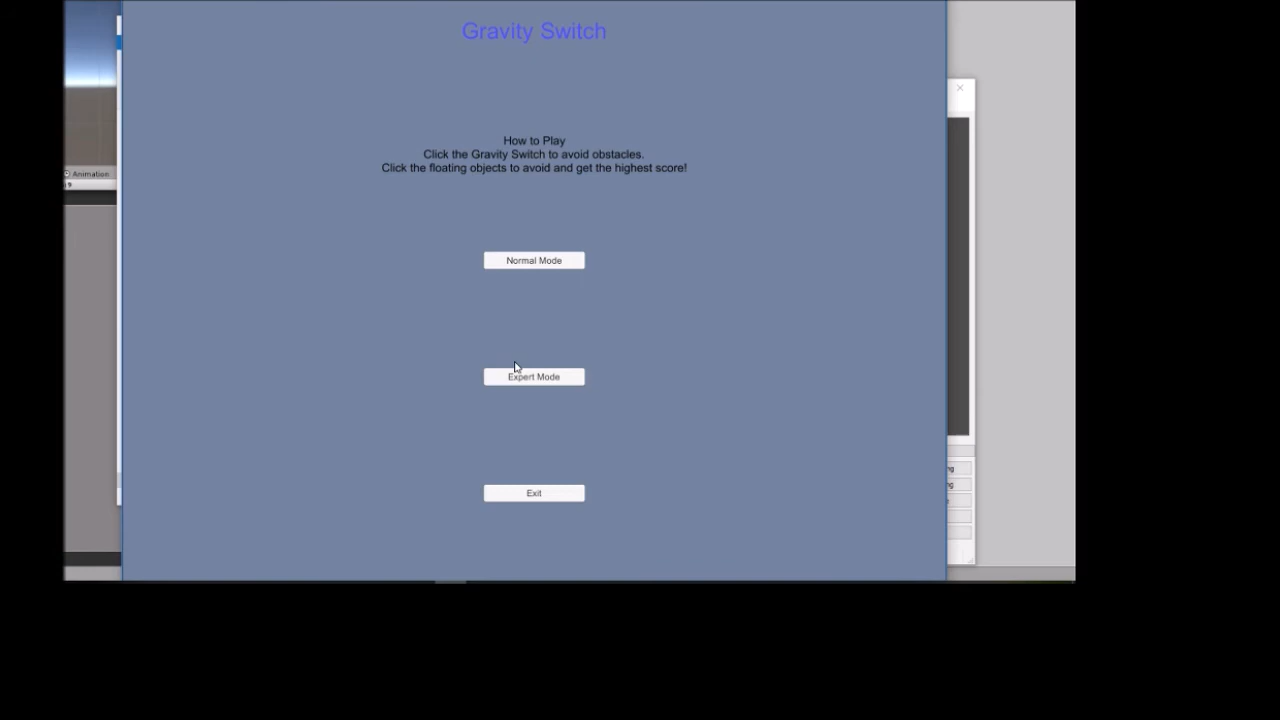 Gravity Switch
How to Play
Click the Gravity Switch to avoid obstacles.
Click the floating objects to avoid and get the highest score!
Animation
Normal Mode
Expert Mode
Exit